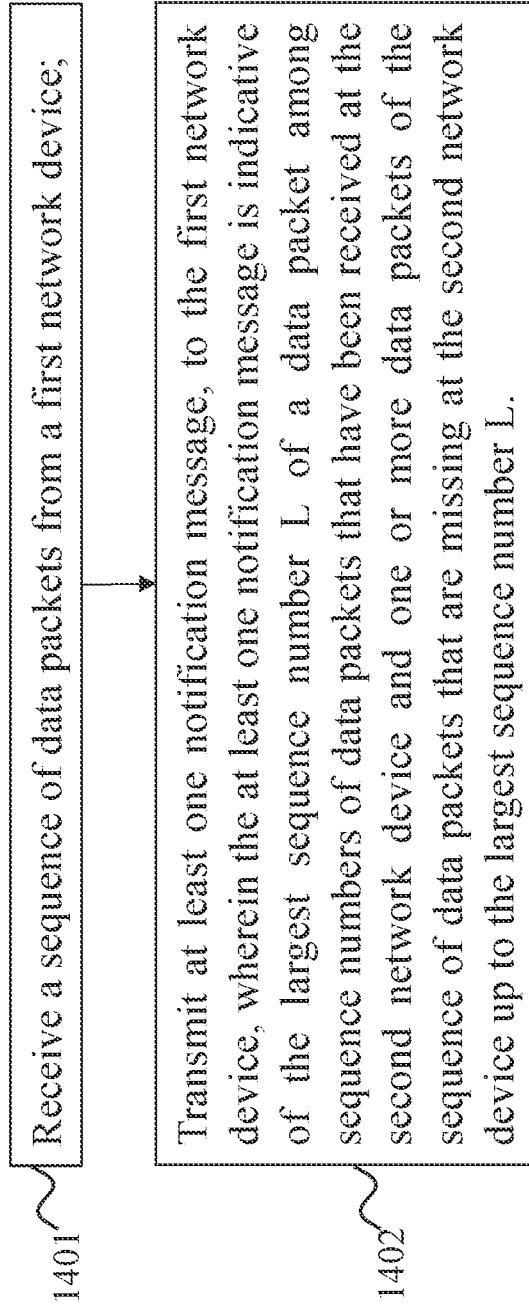 1401
Receive a sequence of data packets from a first network device;
1402
Transmit at least one notification message, to the first network
device, wherein the at least one notification message is indicative
of the largest sequence number L of a data packet among
sequence numbers of data packets that have been received at the
second network device and one or more data packets of the
sequence of data packets that are missing at the second network
device up to the largest sequence number L.